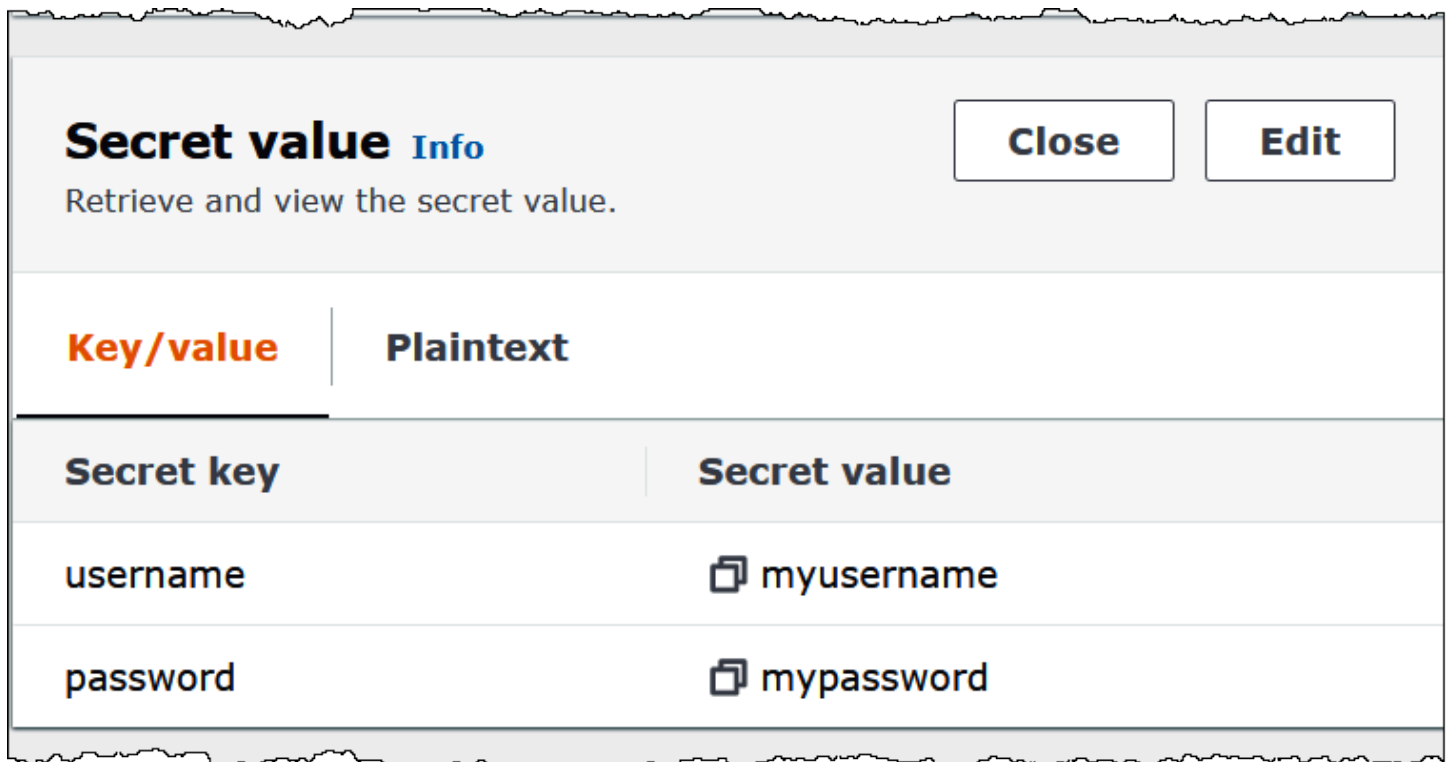 Secret value Info
Close
Edit
Retrieve and view the secret value.
Key/value
Plaintext
Secret key
Secret value
username
myusername
password
mypassword